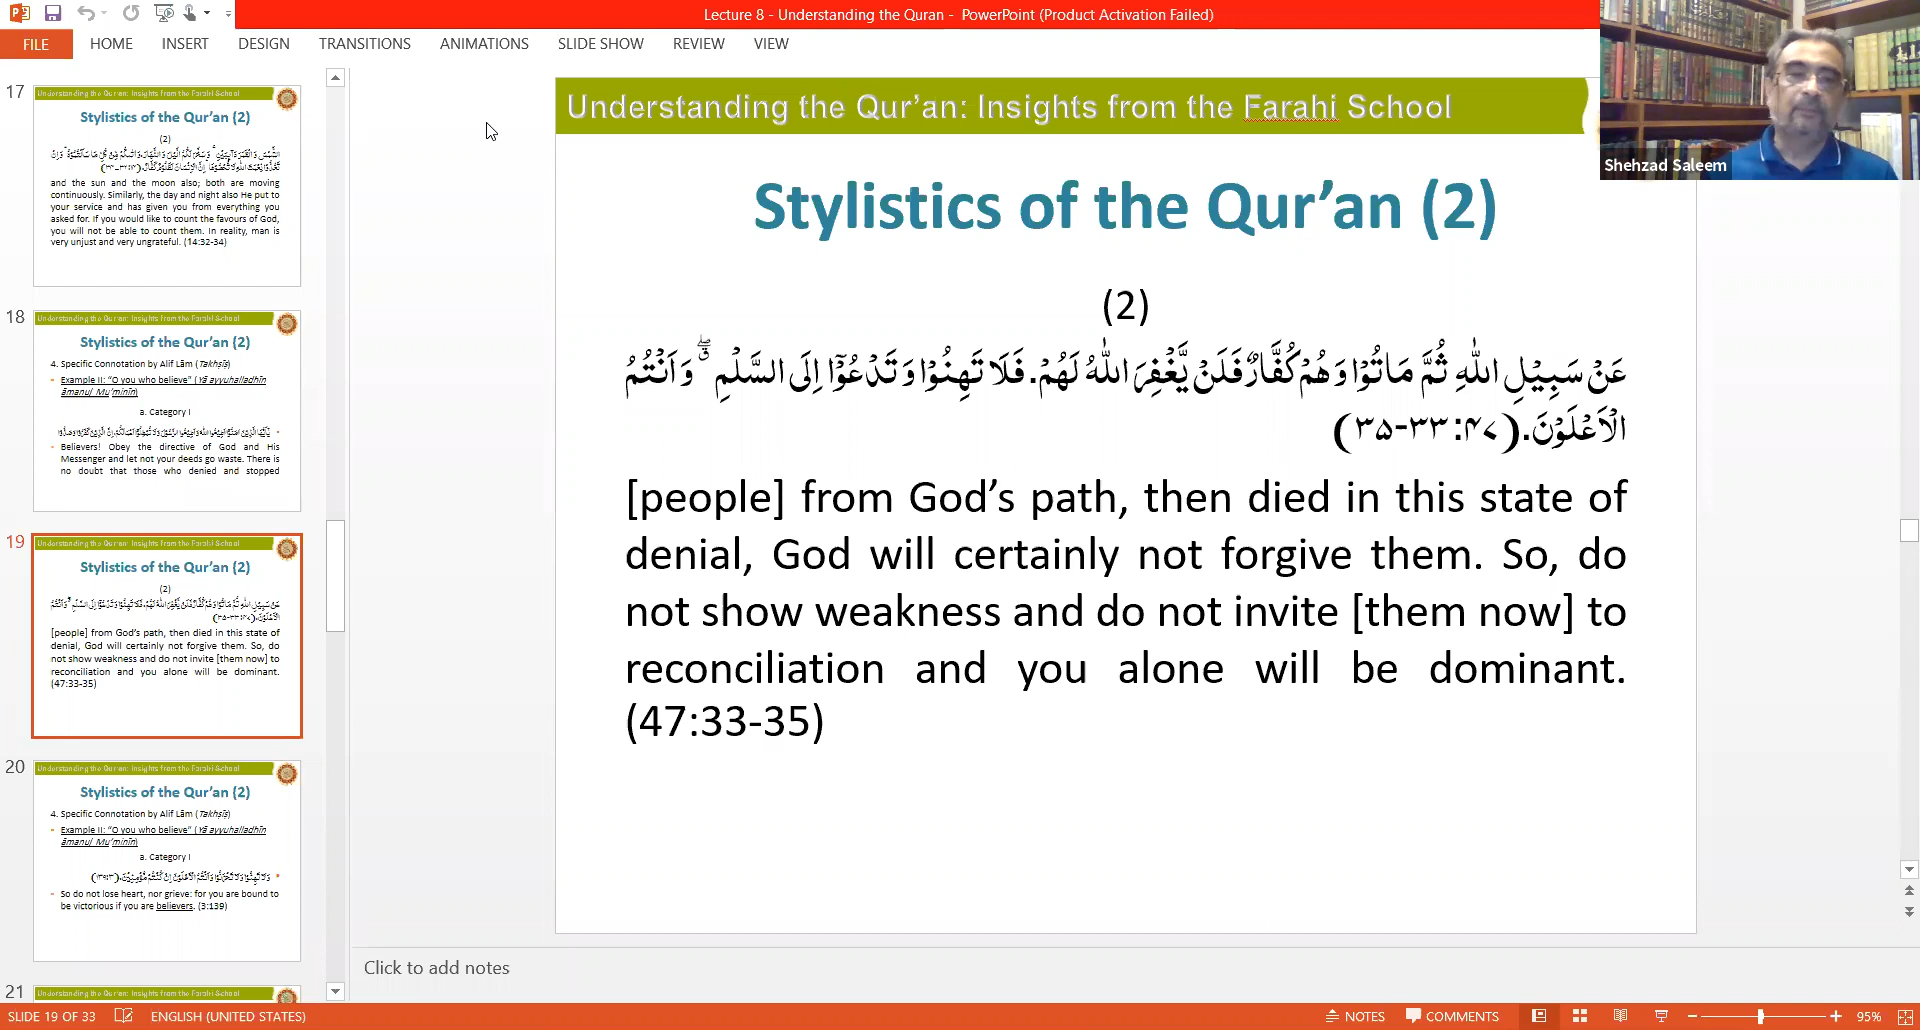 Lecture 8 - Understanding the Quran - PowerPoint (Product Activation Failed)
FILE HOME INSERT DESIGN TRANSITIONS ANIMATIONS SLIDE SHOW REVIEW VIEW
Shehzad Saleem
17
Understanding the Qur'an: Insights from the Farahi School
Stylistics of the Qur’an (2)
(2)
and the sun and the moon also; both are moving
continuously. Similarly, the day and night also He put to
your service and has given you from everything you
asked for. If you would like to count the favours of God,
you will not be able to count them. In reality, man is
very unjust and very ungrateful. (14:32-34)
18
Understanding the Qur'an: Insights from the Farahi School
Stylistics of the Qur’an (2)
4. Specific Connotation by Alif Lām (Takhṣīṣ)
Example II: “O you who believe” (Yā ayyuhalladhīn
āmanu/ Mu’minīn)
a. Category I
Believers! Obey the directive of God and His
Messenger and let not your deeds go waste. There is
no doubt that those who denied and stopped
19
Understanding the Qur'an: Insights from the Farahi School
Stylistics of the Qur’an (2)
(2)
[people] from God’s path, then died in this state of
denial, God will certainly not forgive them. So, do
not show weakness and do not invite [them now] to
reconciliation and you alone will be dominant.
(47:33-35)
20
Understanding the Qur'an: Insights from the Farahi School
Stylistics of the Qur’an (2)
4. Specific Connotation by Alif Lām (Takhṣīṣ)
Example II: “O you who believe” (Yā ayyuhalladhīn
āmanu/ Mu’minīn)
a. Category I
وَلَا تَهِنُوۡا وَلَا تَحۡزَنُوۡا وَاَنۡتُمُ الۡاَعۡلَوۡنَ اِنۡ كُنۡتُمۡ مُّؤۡمِنِيۡنَ. (۳: ۱۳۹)
So do not lose heart, nor grieve: for you are bound to
be victorious if you are believers. (3:139)
21
Understanding the Qur'an: Insights from the Farahi School
Understanding the Qur’an: Insights from the Farahi School
Stylistics of the Qur’an (2)
(2)
عَنۡ سَبِيۡلِ اللّٰهِ ثُمَّ مَاتُوۡا وَهُمۡ كُفَّارٌ فَلَنۡ يَّغۡفِرَ اللّٰهُ لَهُمۡ. فَلَا تَهِنُوۡا وَتَدۡعُوۡۤا اِلَى السَّلۡمِ ۖۗ وَاَنۡتُمُ
الۡاَعۡلَوۡنَ. (۴۷: ۳۳-۳۵)
[people] from God’s path, then died in this state of
denial, God will certainly not forgive them. So, do
not show weakness and do not invite [them now] to
reconciliation and you alone will be dominant.
(47:33-35)
Click to add notes
SLIDE 19 OF 33 ENGLISH (UNITED STATES) NOTES COMMENTS 95%